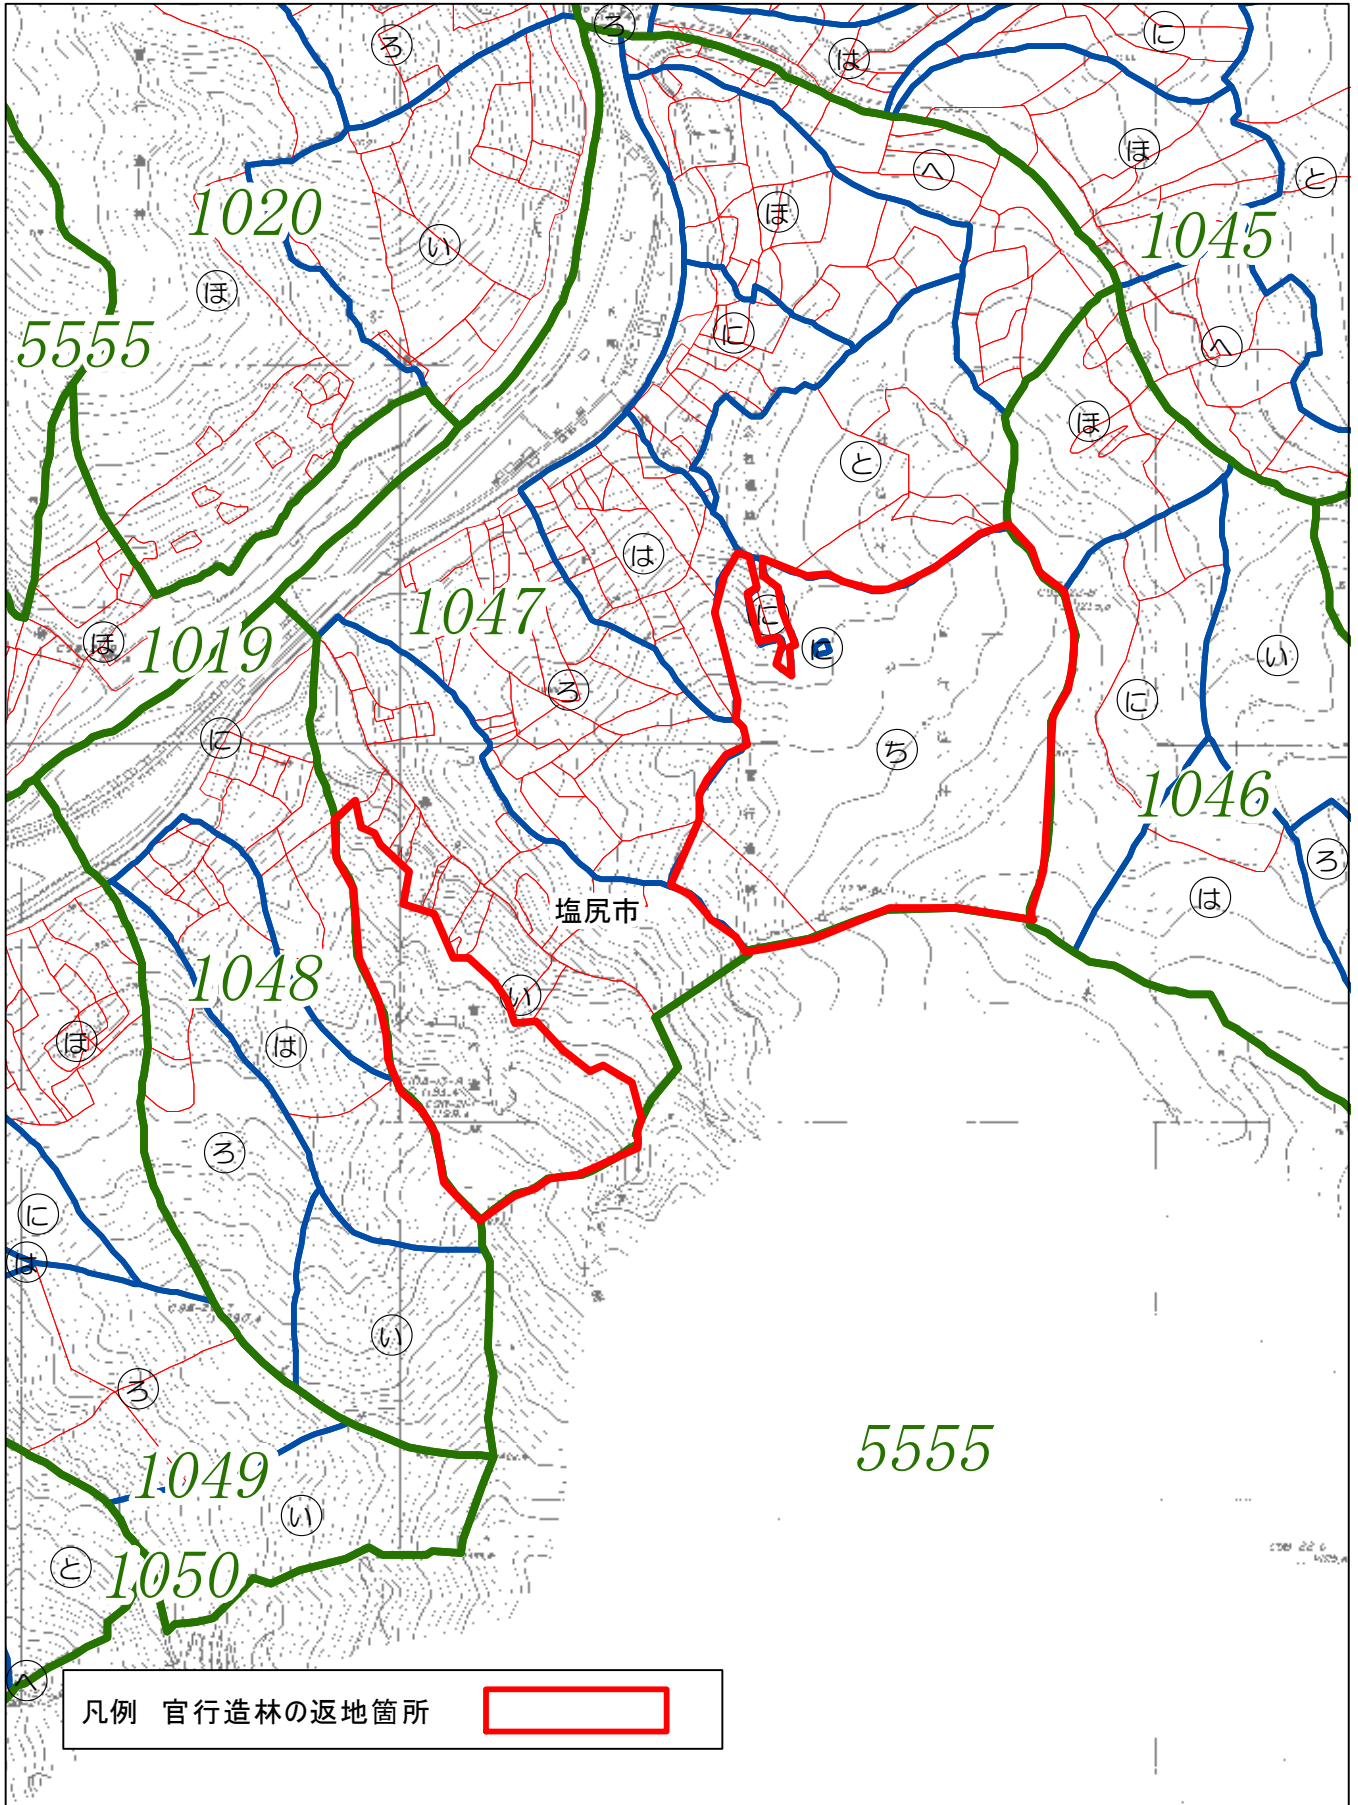 ろ
ろ
は
に
ほ
へ
と
1020
い
ほ
1045
ほ
5555
に
へ
ほ
と
は
1047
に
ほ
1019
に
い
ろ
に
に
ち
1046
ろ
は
塩尻市
1048
い
は
ほ
ろ
に
は
い
ろ
5555
1049
い
と
1050
へ
凡例 官行造林の返地箇所